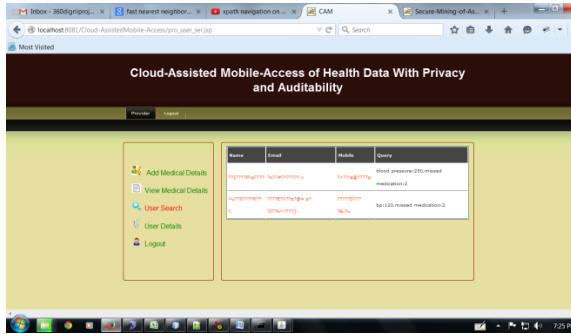 Inbox - 360digriproj...
fast nearest neighbor...
xpath navigation on ...
CAM
Secure-Mining-of-As...
localhost:8081/Cloud-AssistedMobile-Access/pro_user_ser.jsp
Search
Most Visited
Cloud-Assisted Mobile-Access of Health Data With Privacy
and Auditability
Provider Logout
Add Medical Details
View Medical Details
User Search
User Details
Logout
Name Email Mobile Query
blood pressure:230,missed
medication:2
bp:120,missed medication:2
7:25 P